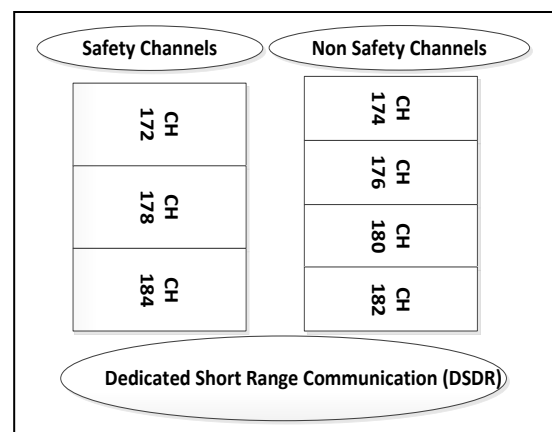 Safety Channels
Non Safety Channels
CH
172
CH
178
CH
184
CH
174
CH
176
CH
180
CH
182
Dedicated Short Range Communication (DSDR)